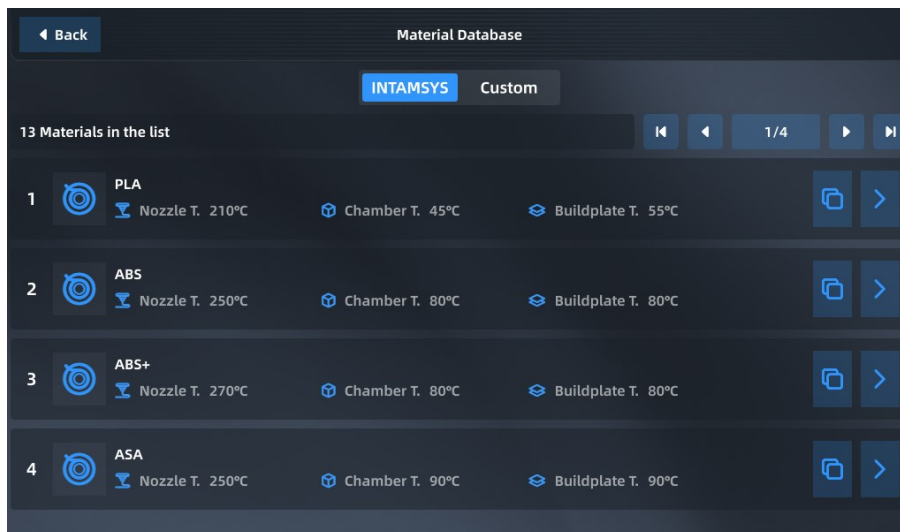 Back
Material Database
INTAMSYS Custom
13 Materials in the list
1/4
1
PLA
Nozzle T. 210℃ Chamber T. 45℃ Buildplate T. 55℃
2
ABS
Nozzle T. 250℃ Chamber T. 80℃ Buildplate T. 80℃
3
ABS+
Nozzle T. 270℃ Chamber T. 80℃ Buildplate T. 80℃
4
ASA
Nozzle T. 250℃ Chamber T. 90℃ Buildplate T. 90℃